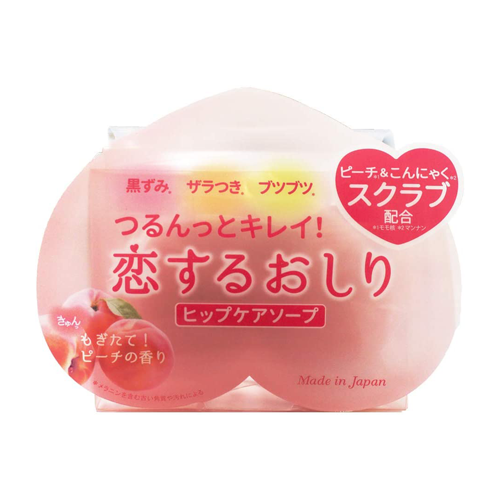 黒ずみ※ ザラつき、ブツブツ、
つるんっとキレイ!
恋するおしり
ヒップケアソープ
ピーチ※1&こんにゃく※2
スクラブ
配合
※1モモ核 ※2マンナン
きゅん
もぎたて!
ピーチの香り
Made in Japan